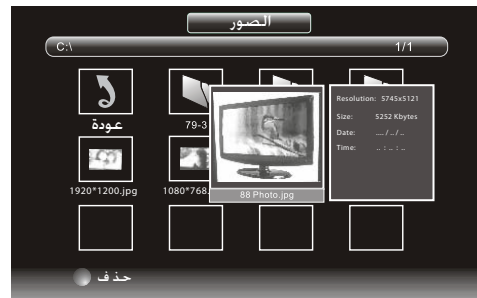 الصور
C:\ 1/1
عودة
79-3
Resolution: 5745x5121
Size: 5252 Kbytes
Date: .... / .. / ..
Time: .. : .. : ..
1920*1200.jpg
1080*768.
88 Photo.jpg
حذف